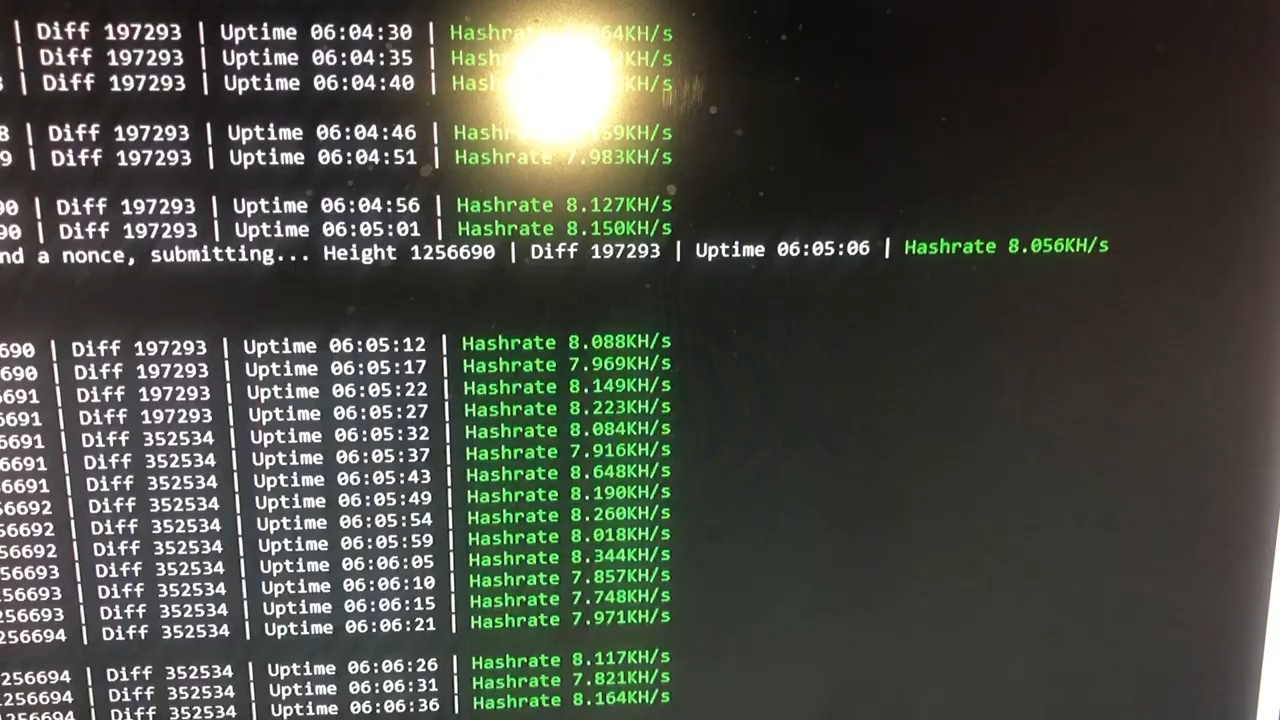 | Diff 197293 | Uptime 06:04:30 | KH/s
| Diff 197293 | Uptime 06:04:35 | KH/s
| Diff 197293 | Uptime 06:04:40 | KH/s
8 | Diff 197293 | Uptime 06:04:46 | KH/s
9 | Diff 197293 | Uptime 06:04:51 | Hashrate 7.983KH/s
90 | Diff 197293 | Uptime 06:04:56 | Hashrate 8.127KH/s
90 | Diff 197293 | Uptime 06:05:01 | Hashrate 8.150KH/s
nd a nonce, submitting... Height 1256690 | Diff 197293 | Uptime 06:05:06 | Hashrate 8.056KH/s
690 | Diff 197293 | Uptime 06:05:12 | Hashrate 8.088KH/s
690 | Diff 197293 | Uptime 06:05:17 | Hashrate 7.969KH/s
6691 | Diff 197293 | Uptime 06:05:22 | Hashrate 8.149KH/s
6691 | Diff 197293 | Uptime 06:05:27 | Hashrate 8.223KH/s
6691 | Diff 352534 | Uptime 06:05:32 | Hashrate 8.084KH/s
6691 | Diff 352534 | Uptime 06:05:37 | Hashrate 7.916KH/s
6691 | Diff 352534 | Uptime 06:05:43 | Hashrate 8.648KH/s
56692 | Diff 352534 | Uptime 06:05:49 | Hashrate 8.190KH/s
56692 | Diff 352534 | Uptime 06:05:54 | Hashrate 8.260KH/s
56692 | Diff 352534 | Uptime 06:05:59 | Hashrate 8.018KH/s
56693 | Diff 352534 | Uptime 06:06:05 | Hashrate 8.344KH/s
256693 | Diff 352534 | Uptime 06:06:10 | Hashrate 7.857KH/s
256693 | Diff 352534 | Uptime 06:06:15 | Hashrate 7.748KH/s
256694 | Diff 352534 | Uptime 06:06:21 | Hashrate 7.971KH/s
256694 | Diff 352534 | Uptime 06:06:26 | Hashrate 8.117KH/s
256694 | Diff 352534 | Uptime 06:06:31 | Hashrate 7.821KH/s
1256694 | Diff 352534 | Uptime 06:06:36 | Hashrate 8.164KH/s